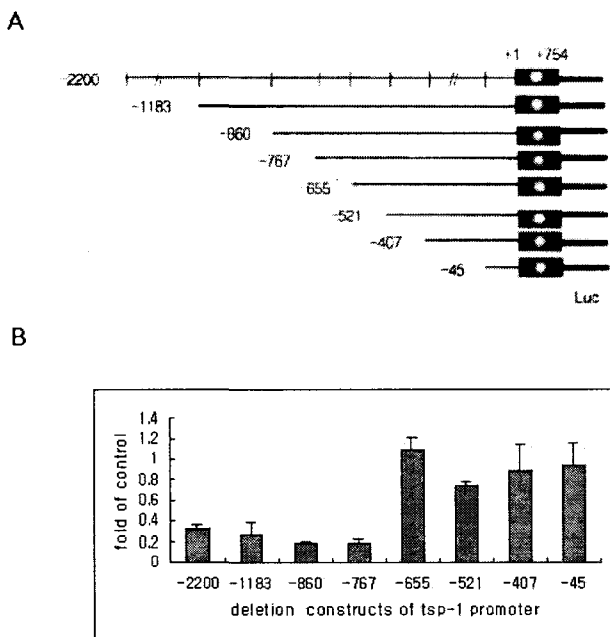 A
+1 +754
-2200
-1183
-860
-767
655
-521
-407
-45
Luc
B
1.4
1.2
1
0.8
0.6
0.4
0.2
0
fold of control
-2200 -1183 -860 -767 -655 -521 -407 -45
deletion constructs of tsp-1 promoter